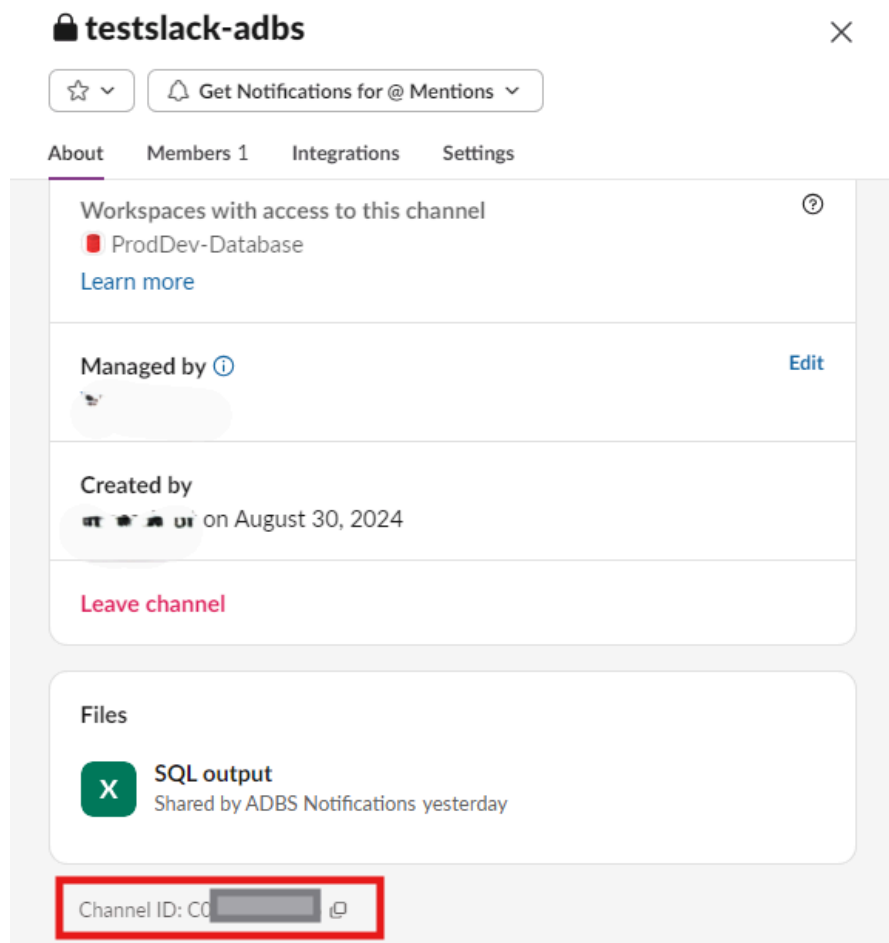 testslack-adbs
Get Notifications for @ Mentions
About Members 1 Integrations Settings
Workspaces with access to this channel
ProdDev-Database
Learn more
Managed by
Edit
Created by
on August 30, 2024
Leave channel
Files
X
SQL output
Shared by ADBS Notifications yesterday
Channel ID: C0